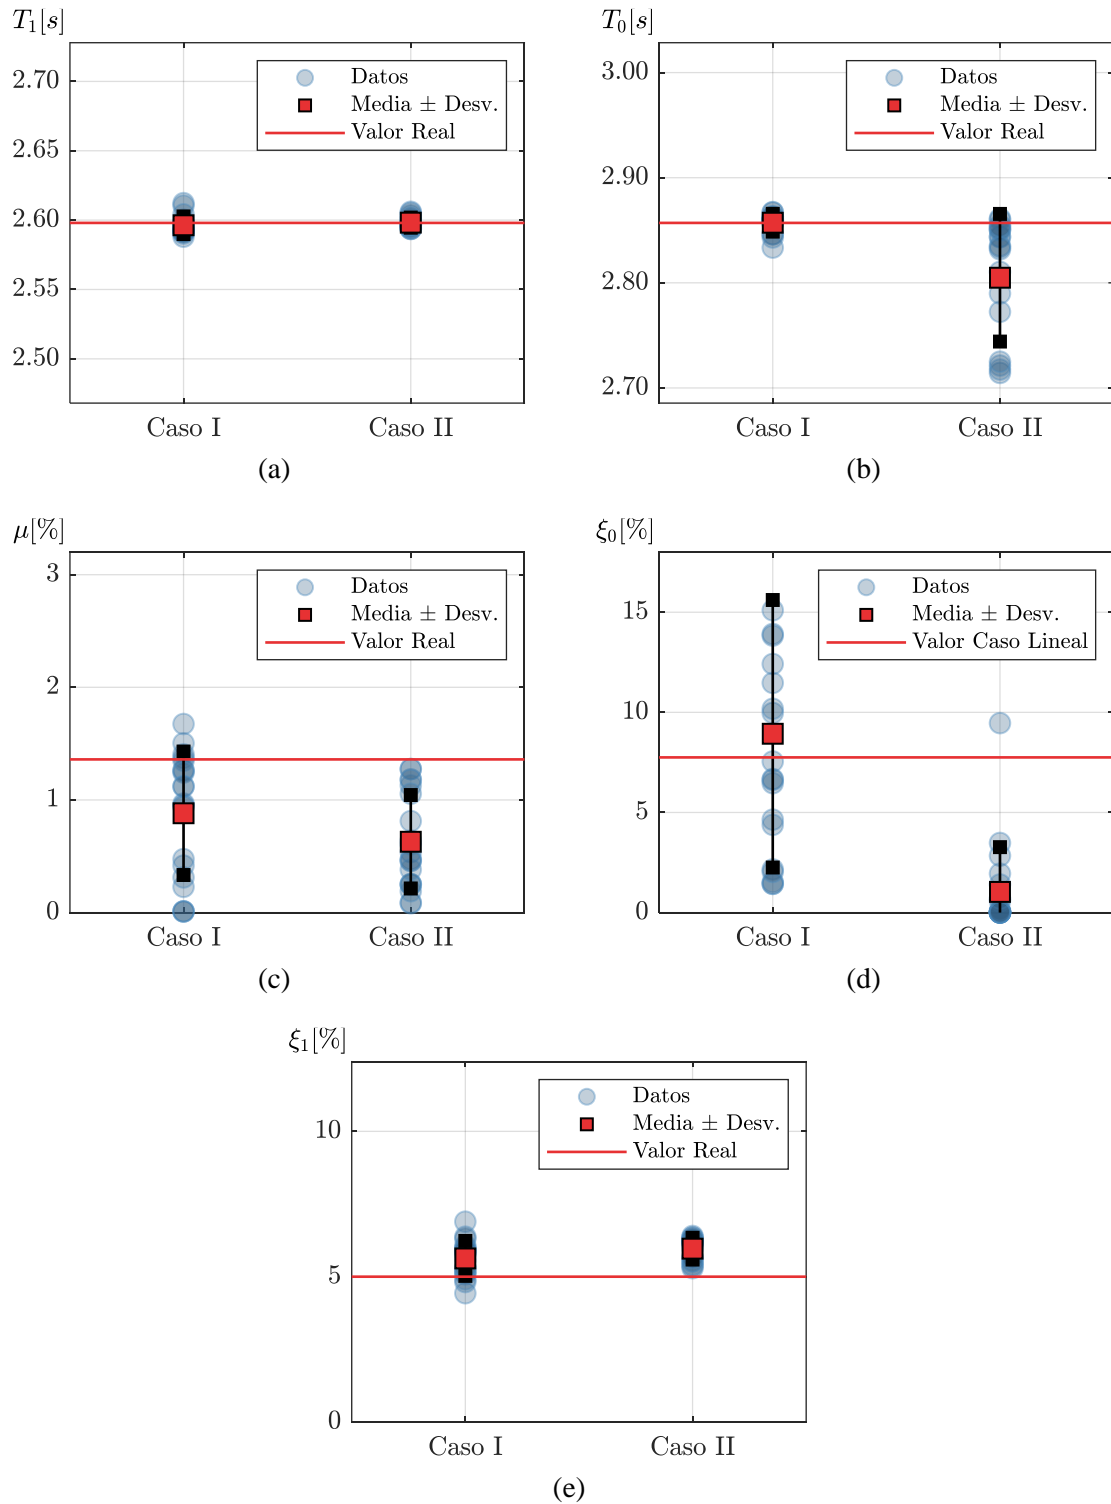 T₁[s]
2.70
2.65
2.60
2.55
2.50
Datos
Media ± Desv.
Valor Real
Caso I
Caso II
(a)
T₀[s]
3.00
2.90
2.80
2.70
Datos
Media ± Desv.
Valor Real
Caso I
Caso II
(b)
μ[%]
3
2
1
0
Datos
Media ± Desv.
Valor Real
Caso I
Caso II
(c)
ξ₀[%]
15
10
5
0
Datos
Media ± Desv.
Valor Caso Lineal
Caso I
Caso II
(d)
ξ₁[%]
10
5
0
Datos
Media ± Desv.
Valor Real
Caso I
Caso II
(e)